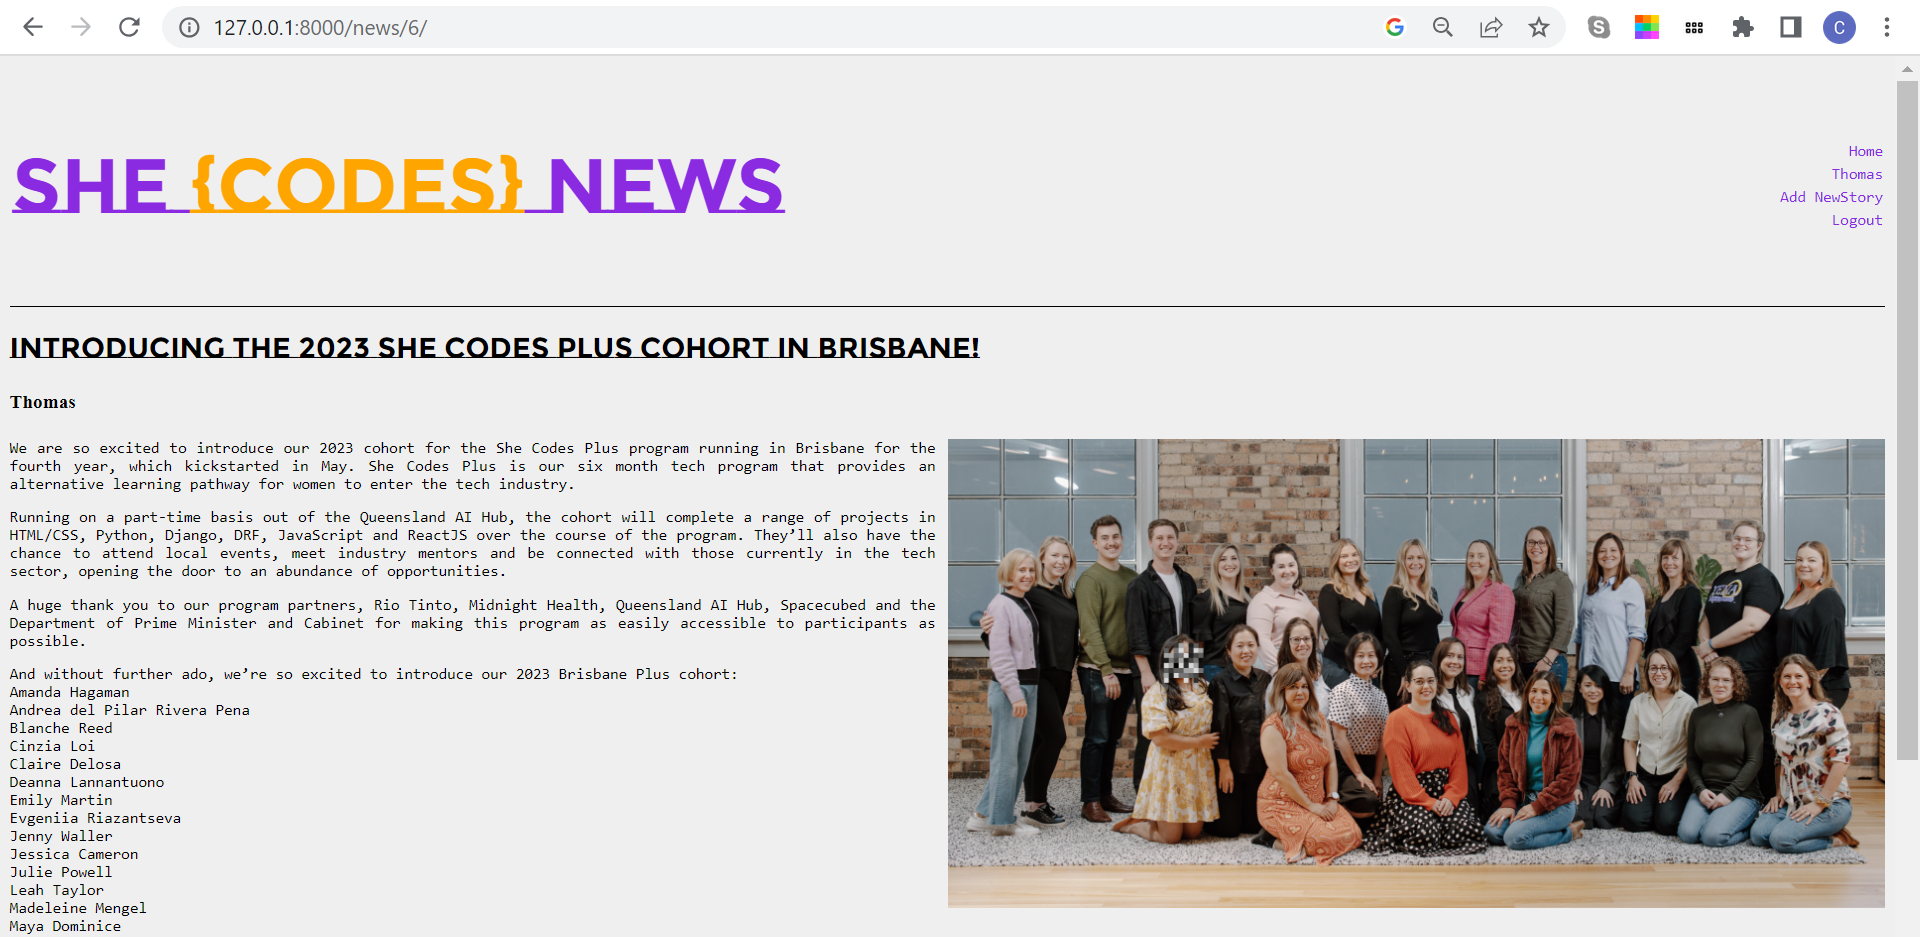 127.0.0.1:8000/news/6/
C
SHE {CODES} NEWS
Home
Thomas
Add NewStory
Logout
INTRODUCING THE 2023 SHE CODES PLUS COHORT IN BRISBANE!
Thomas
We are so excited to introduce our 2023 cohort for the She Codes Plus program running in Brisbane for the
fourth year, which kickstarted in May. She Codes Plus is our six month tech program that provides an
alternative learning pathway for women to enter the tech industry.
Running on a part-time basis out of the Queensland AI Hub, the cohort will complete a range of projects in
HTML/CSS, Python, Django, DRF, JavaScript and ReactJS over the course of the program. They’ll also have the
chance to attend local events, meet industry mentors and be connected with those currently in the tech
sector, opening the door to an abundance of opportunities.
A huge thank you to our program partners, Rio Tinto, Midnight Health, Queensland AI Hub, Spacecubed and the
Department of Prime Minister and Cabinet for making this program as easily accessible to participants as
possible.
And without further ado, we’re so excited to introduce our 2023 Brisbane Plus cohort:
Amanda Hagaman
Andrea del Pilar Rivera Pena
Blanche Reed
Cinzia Loi
Claire Delosa
Deanna Lannantuono
Emily Martin
Evgeniia Riazantseva
Jenny Waller
Jessica Cameron
Julie Powell
Leah Taylor
Madeleine Mengel
Maya Dominice